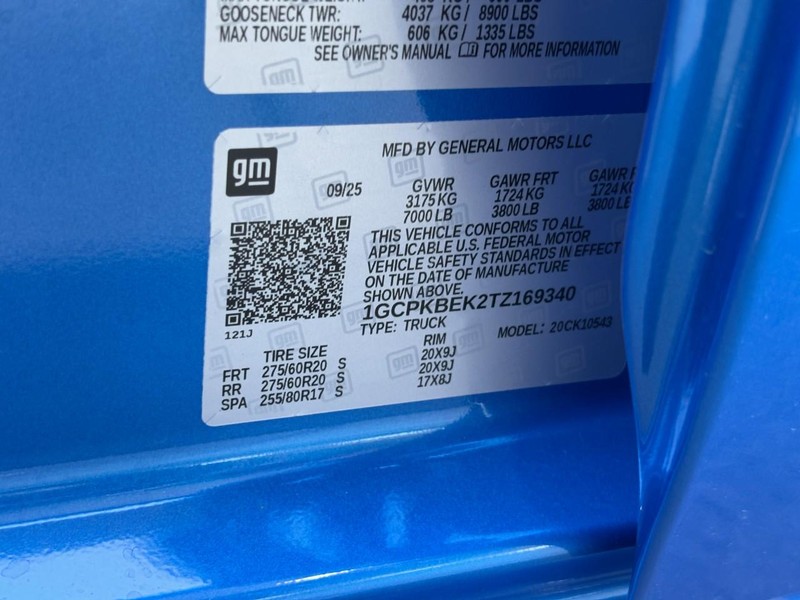 GOOSENECK TWR: 4037 KG / 8900 LBS
MAX TONGUE WEIGHT: 606 KG / 1335 LBS
SEE OWNER'S MANUAL FOR MORE INFORMATION
gm
MFD BY GENERAL MOTORS LLC
09/25
GVWR GAWR FRT GAWR
3175 KG 1724 KG 1724 KG
7000 LB 3800 LB 3800 LB
THIS VEHICLE CONFORMS TO ALL
APPLICABLE U.S. FEDERAL MOTOR
VEHICLE SAFETY STANDARDS IN EFFECT
ON THE DATE OF MANUFACTURE
SHOWN ABOVE.
1GCPKBEK2TZ169340
TYPE: TRUCK MODEL: 20CK10543
121J
TIRE SIZE RIM
FRT 275/60R20 S 20X9J
RR 275/60R20 S 20X9J
SPA 255/80R17 S 17X8J